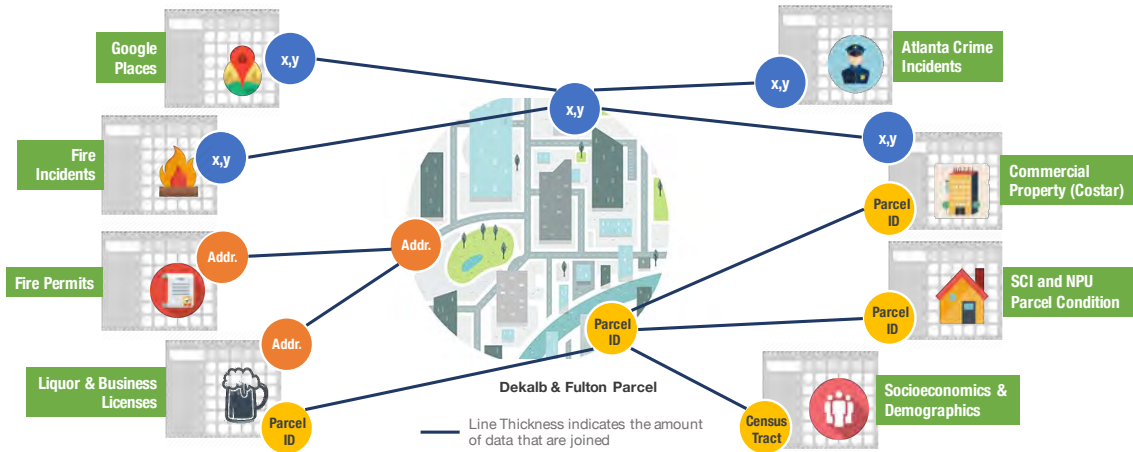 Google
Places
x,y
Atlanta Crime
Incidents
x,y
x,y
Fire
Incidents
x,y
x,y
Commercial
Property (Costar)
Parcel
ID
Fire Permits
Addr.
Addr.
SCI and NPU
Parcel Condition
Parcel
ID
Parcel
ID
Addr.
Liquor & Business
Licenses
Parcel
ID
Dekalb & Fulton Parcel
Socioeconomics &
Demographics
Census
Tract
Line Thickness indicates the amount
of data that are joined